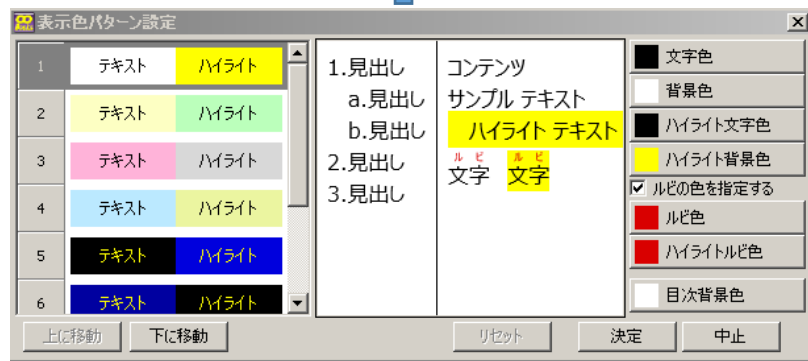 表示色パターン設定
1 テキスト ハイライト
2 テキスト ハイライト
3 テキスト ハイライト
4 テキスト ハイライト
5 テキスト ハイライト
6 テキスト ハイライト
上に移動 下に移動
1.見出し
a.見出し
b.見出し
2.見出し
3.見出し
コンテンツ
サンプル テキスト
ハイライト テキスト
ルビ ルビ
文字 文字
文字色
背景色
ハイライト文字色
ハイライト背景色
ルビの色を指定する
ルビ色
ハイライトルビ色
目次背景色
リセット 決定 中止